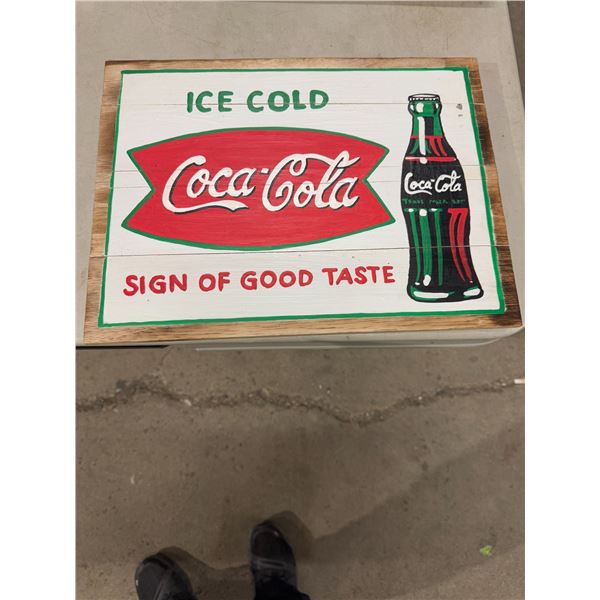 ICE COLD
Coca-Cola
Coca-Cola
SIGN OF GOOD TASTE